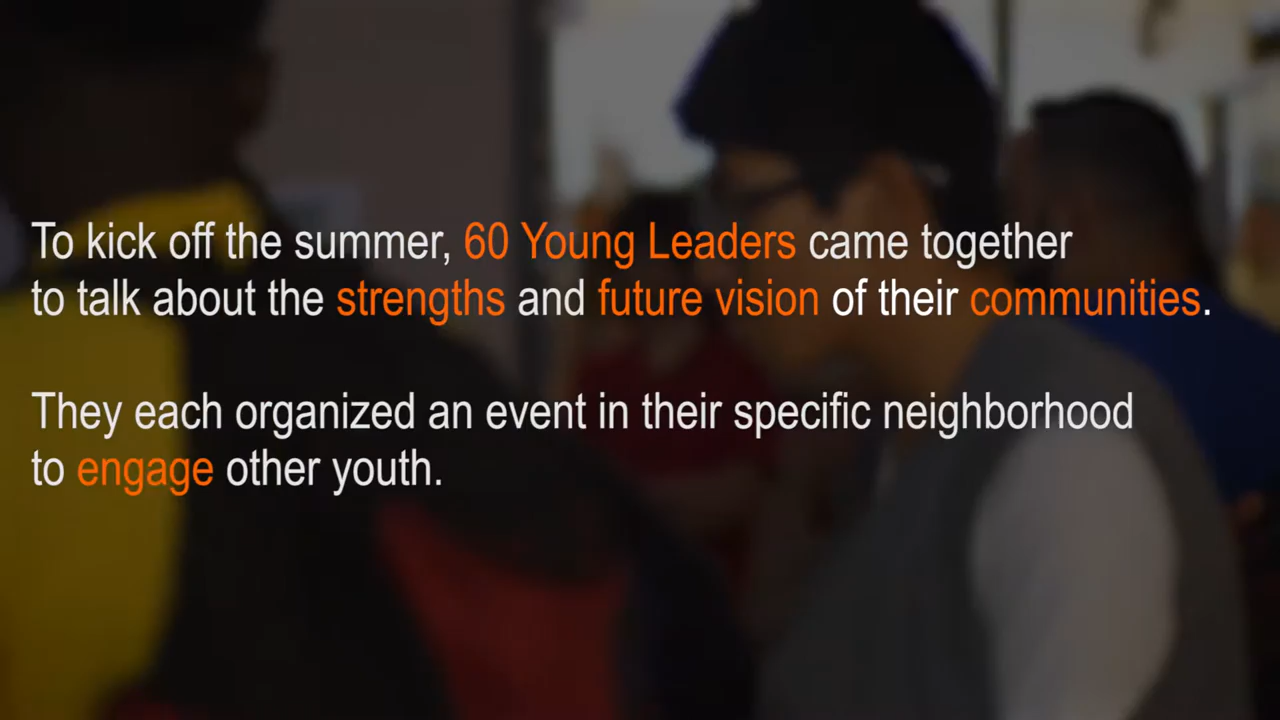 To kick off the summer, 60 Young Leaders came together
to talk about the strengths and future vision of their communities.
They each organized an event in their specific neighborhood
to engage other youth.